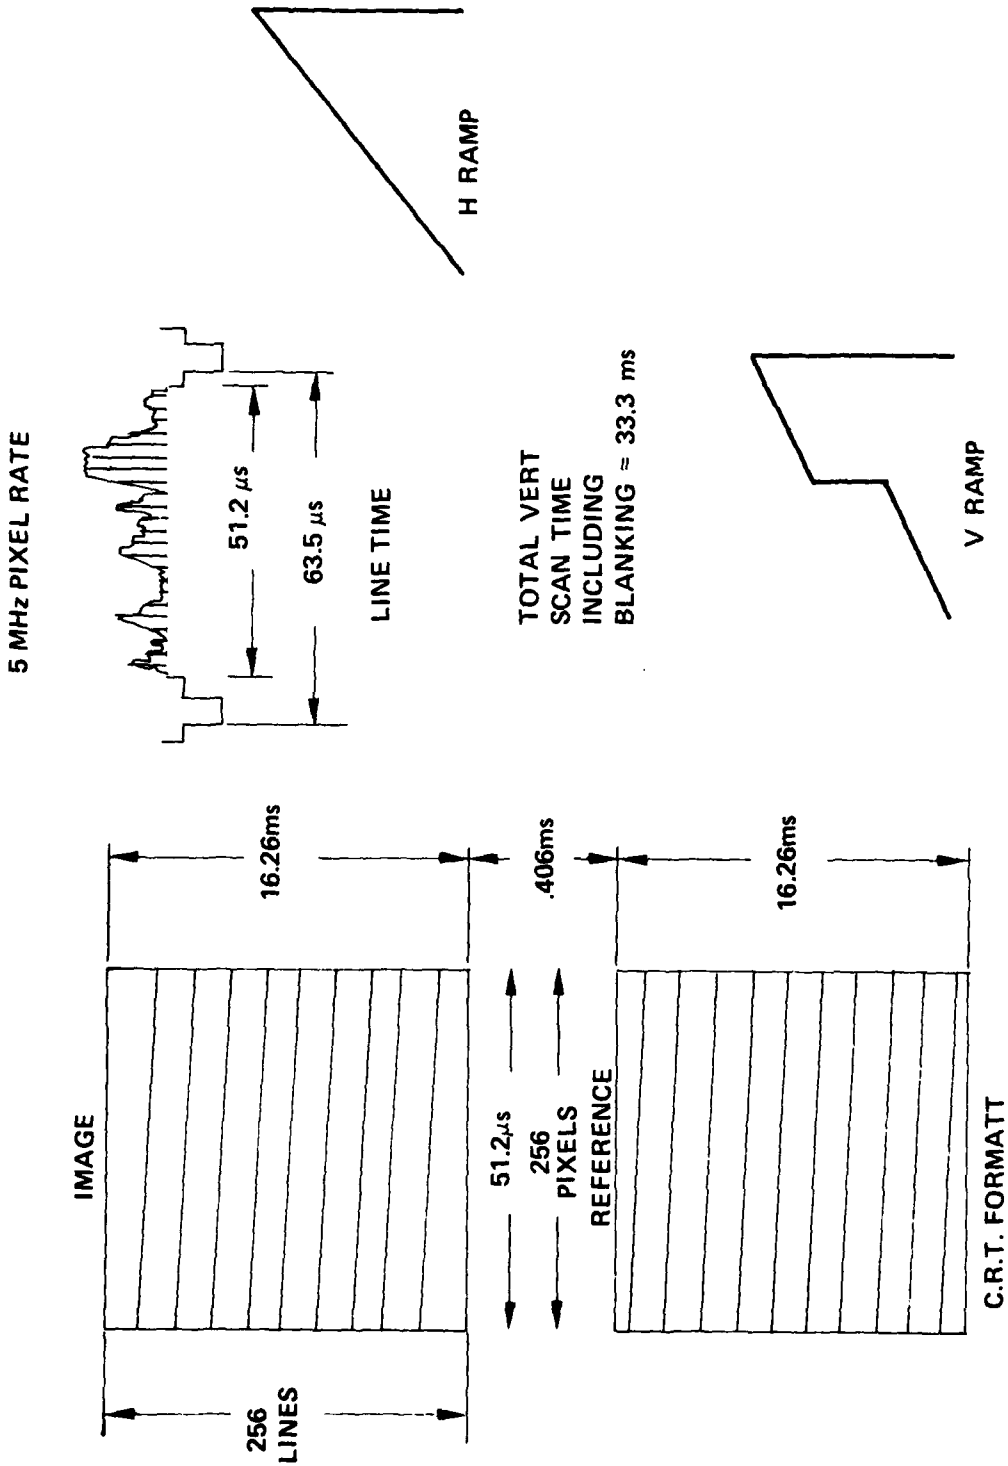 IMAGE
256
LINES
16.26ms
51.2µs
256
PIXELS
.406ms
REFERENCE
16.26ms
C.R.T. FORMATT
5 MHz PIXEL RATE
51.2 µs
63.5 µs
LINE TIME
H RAMP
TOTAL VERT
SCAN TIME
INCLUDING
BLANKING = 33.3 ms
V RAMP